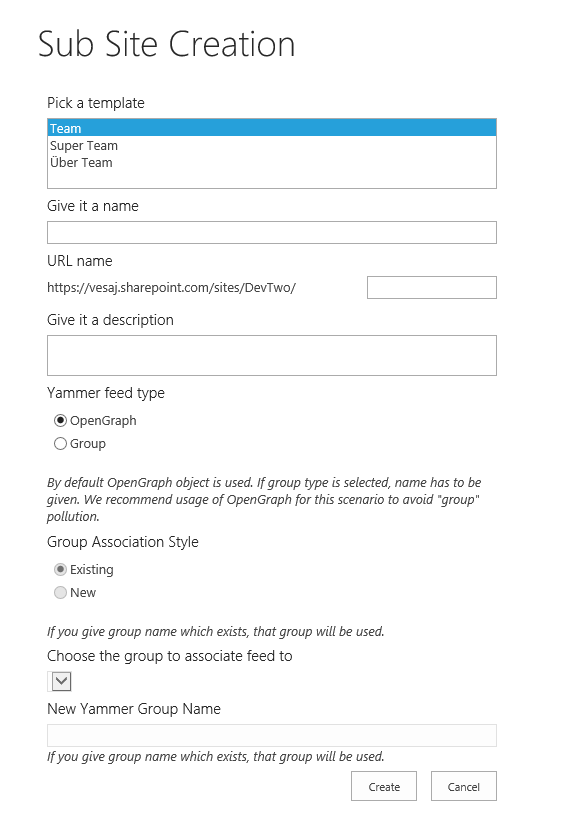 Sub Site Creation
Pick a template
Team
Super Team
Über Team
Give it a name
URL name
https://vesaj.sharepoint.com/sites/DevTwo/
Give it a description
Yammer feed type
OpenGraph
Group
By default OpenGraph object is used. If group type is selected, name has to be
given. We recommend usage of OpenGraph for this scenario to avoid "group"
pollution.
Group Association Style
Existing
New
If you give group name which exists, that group will be used.
Choose the group to associate feed to
New Yammer Group Name
If you give group name which exists, that group will be used.
Create Cancel